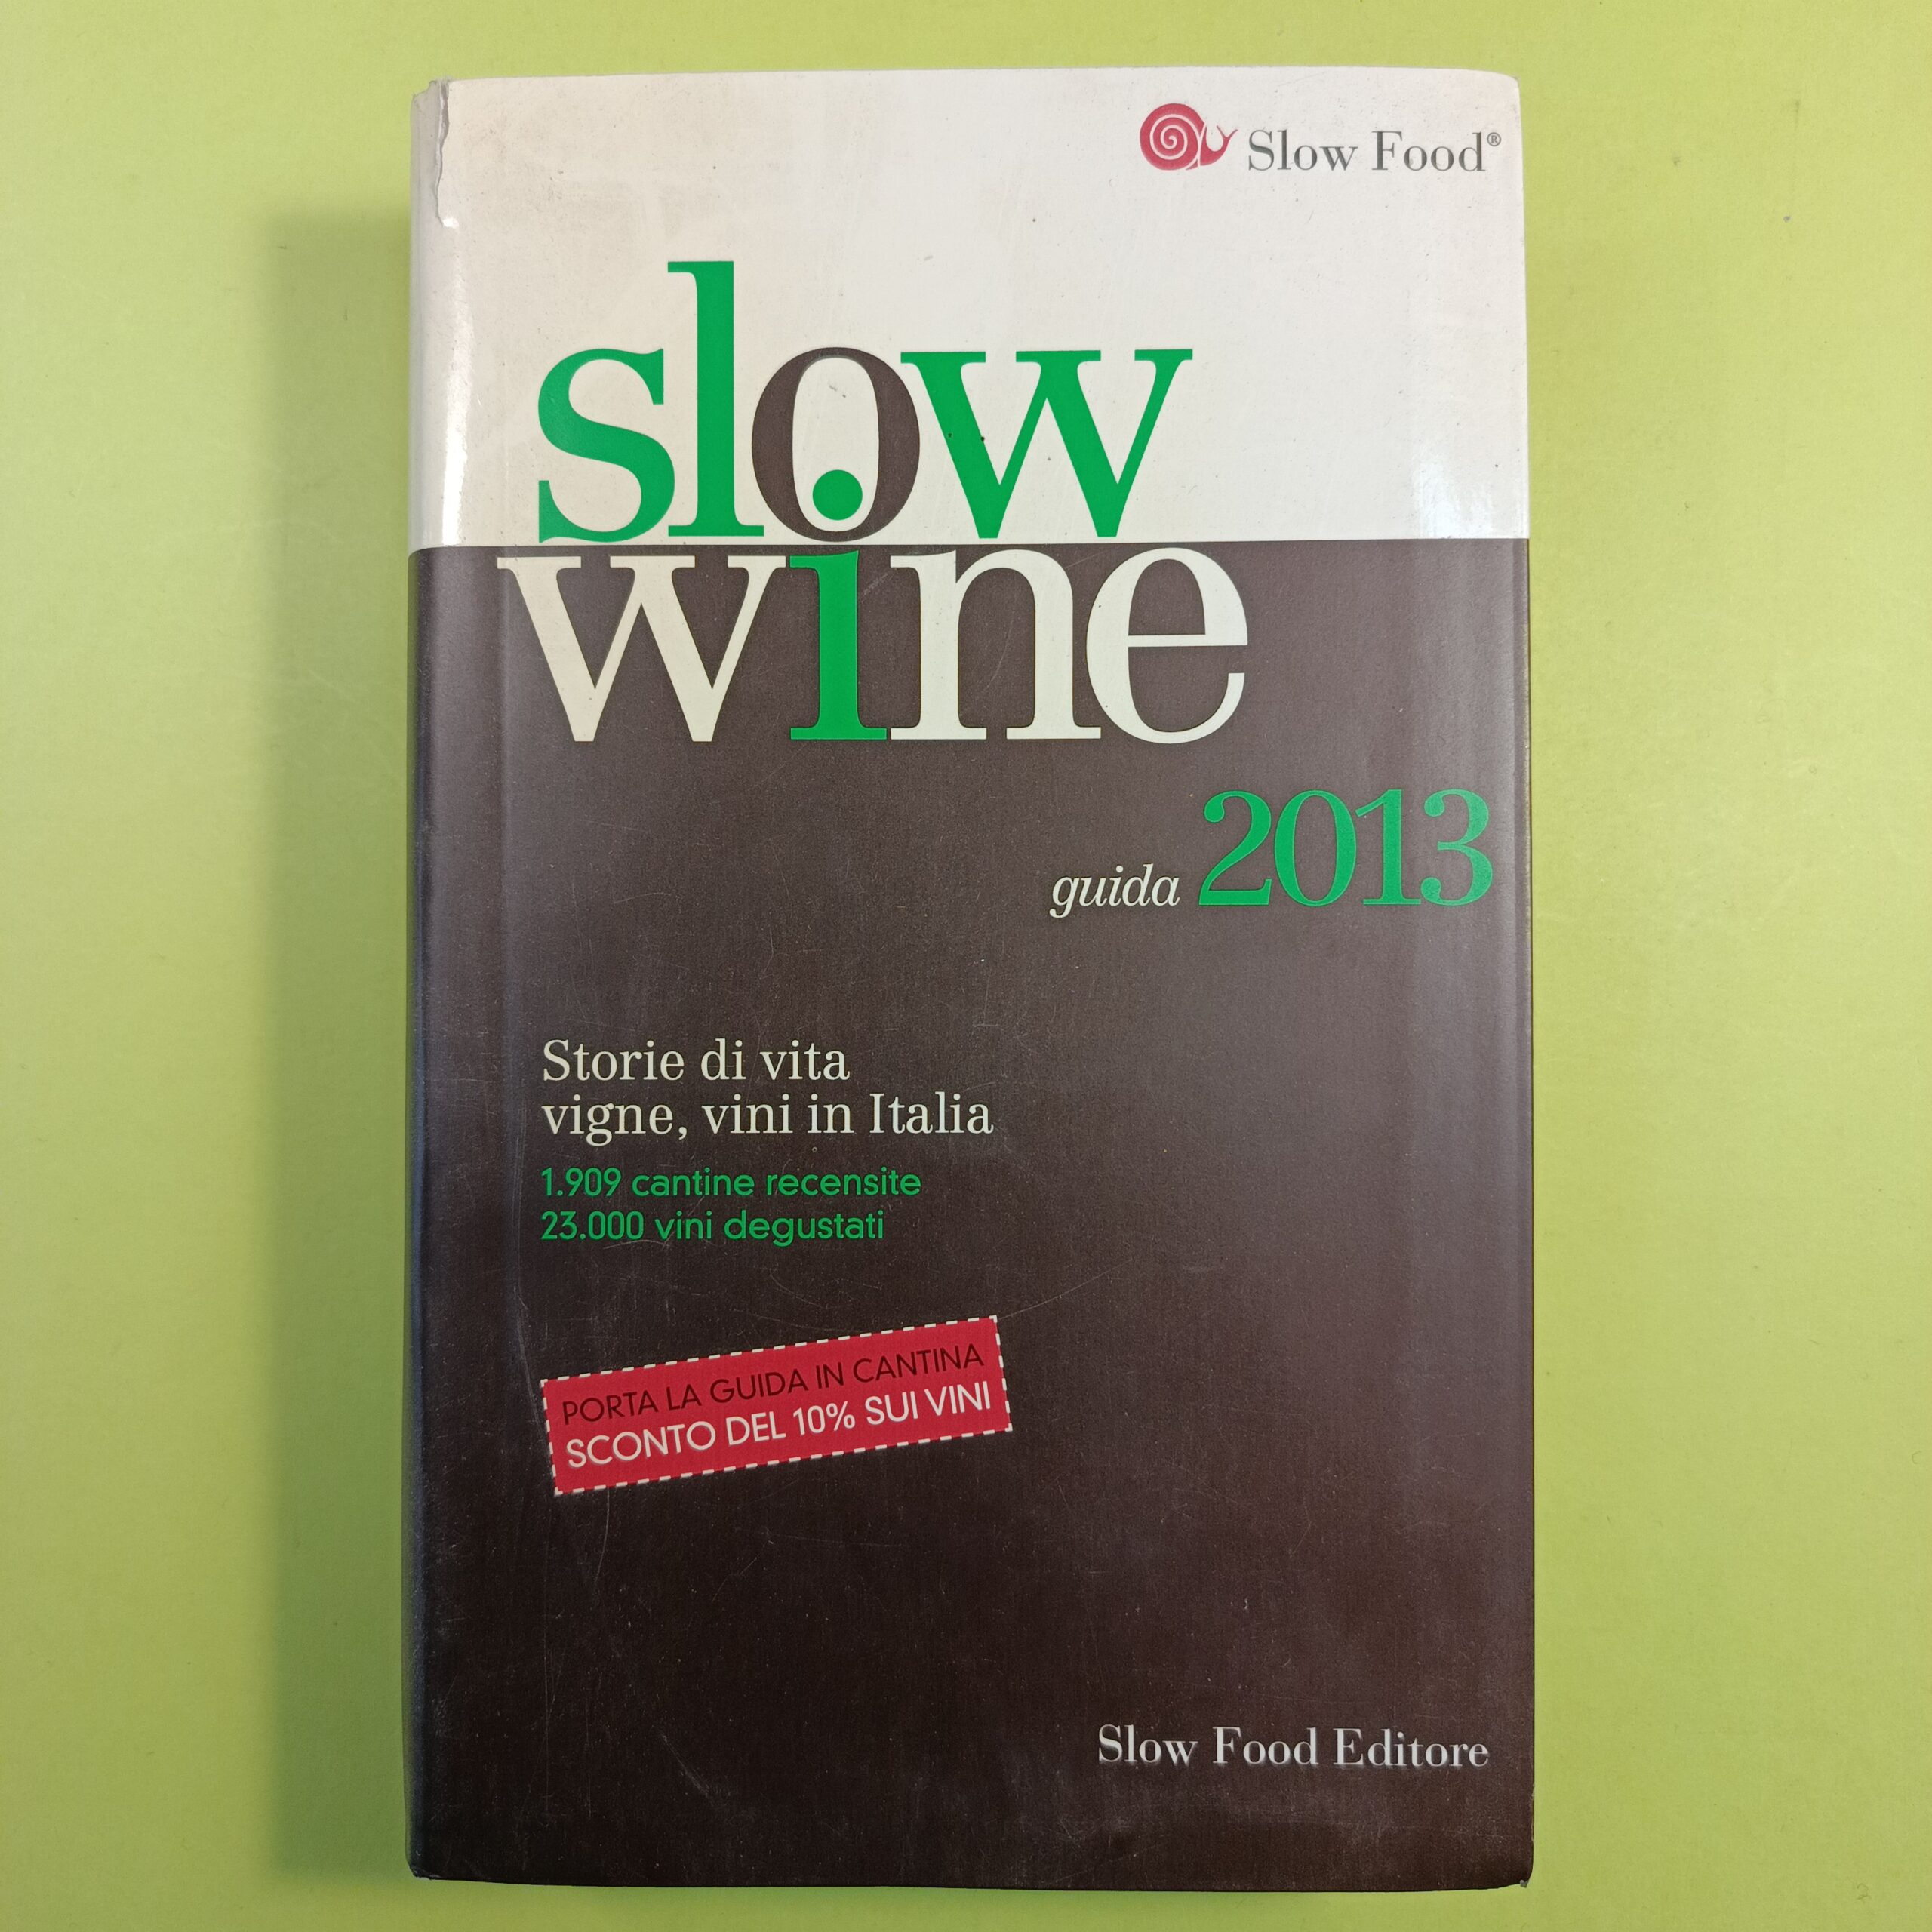 Slow Food®
slow
wine
guida 2013
Storie di vita
vigne, vini in Italia
1.909 cantine recensite
23.000 vini degustati
PORTA LA GUIDA IN CANTINA
SCONTO DEL 10% SUI VINI
Slow Food Editore